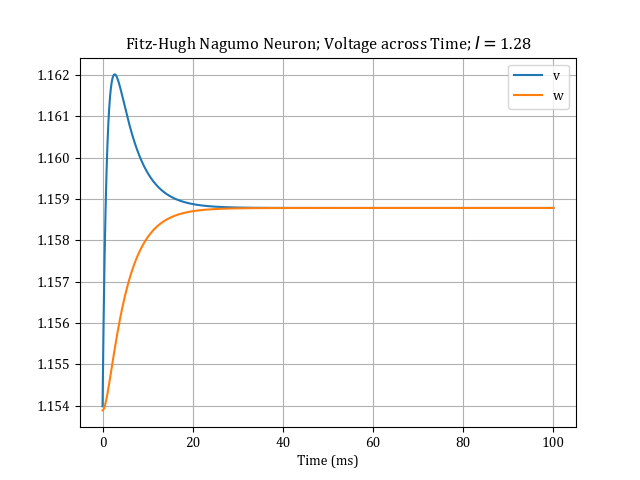 Fitz-Hugh Nagumo Neuron; Voltage across Time; I = 1.28
v
w
1.162
1.161
1.160
1.159
1.158
1.157
1.156
1.155
1.154
0 20 40 60 80 100
Time (ms)